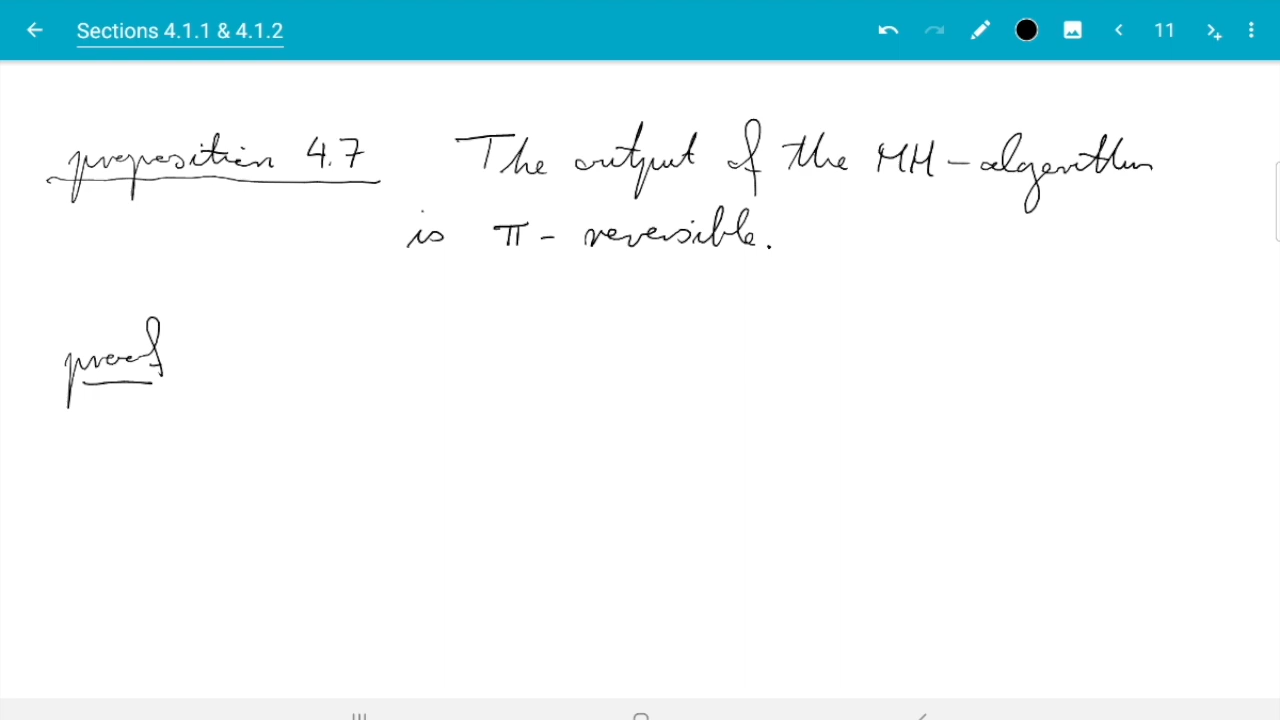 Sections 4.1.1 & 4.1.2
11
proposition 4.7 The output of the MH-algorithm
is π-reversible.
proof